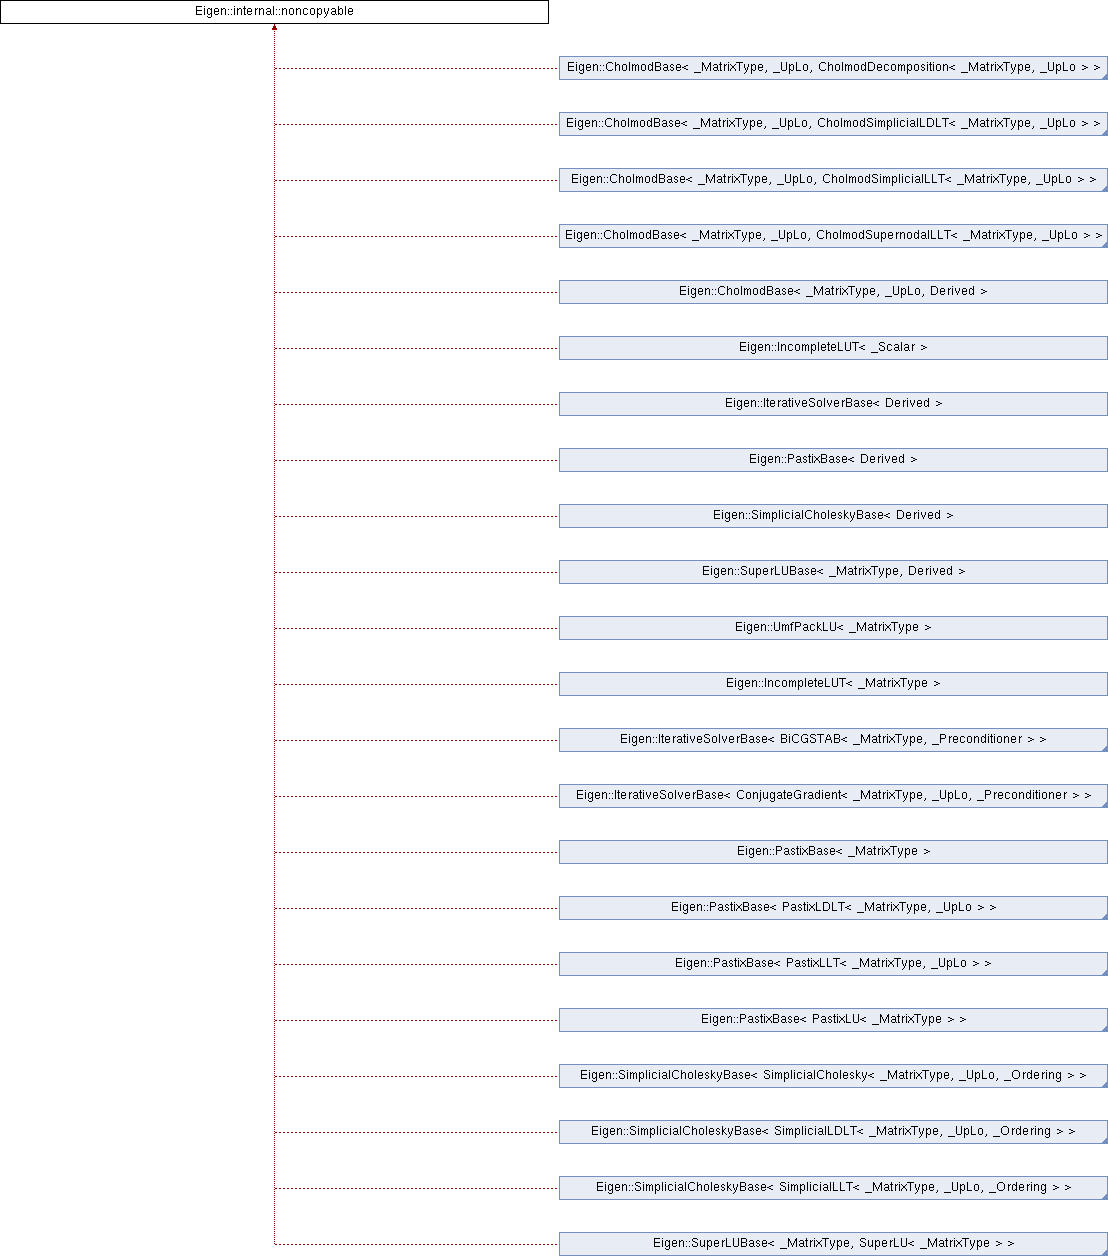 Eigen::internal::noncopyable
Eigen::CholmodBase< _MatrixType, _UpLo, CholmodDecomposition< _MatrixType, _UpLo > >
Eigen::CholmodBase< _MatrixType, _UpLo, CholmodSimplicialLDLT< _MatrixType, _UpLo > >
Eigen::CholmodBase< _MatrixType, _UpLo, CholmodSimplicialLLT< _MatrixType, _UpLo > >
Eigen::CholmodBase< _MatrixType, _UpLo, CholmodSupernodalLLT< _MatrixType, _UpLo > >
Eigen::CholmodBase< _MatrixType, _UpLo, Derived >
Eigen::IncompleteLUT< _Scalar >
Eigen::IterativeSolverBase< Derived >
Eigen::PastixBase< Derived >
Eigen::SimplicialCholeskyBase< Derived >
Eigen::SuperLUBase< _MatrixType, Derived >
Eigen::UmfPackLU< _MatrixType >
Eigen::IncompleteLUT< _MatrixType >
Eigen::IterativeSolverBase< BiCGSTAB< _MatrixType, _Preconditioner > >
Eigen::IterativeSolverBase< ConjugateGradient< _MatrixType, _UpLo, _Preconditioner > >
Eigen::PastixBase< _MatrixType >
Eigen::PastixBase< PastixLDLT< _MatrixType, _UpLo > >
Eigen::PastixBase< PastixLLT< _MatrixType, _UpLo > >
Eigen::PastixBase< PastixLU< _MatrixType > >
Eigen::SimplicialCholeskyBase< SimplicialCholesky< _MatrixType, _UpLo, _Ordering > >
Eigen::SimplicialCholeskyBase< SimplicialLDLT< _MatrixType, _UpLo, _Ordering > >
Eigen::SimplicialCholeskyBase< SimplicialLLT< _MatrixType, _UpLo, _Ordering > >
Eigen::SuperLUBase< _MatrixType, SuperLU< _MatrixType > >